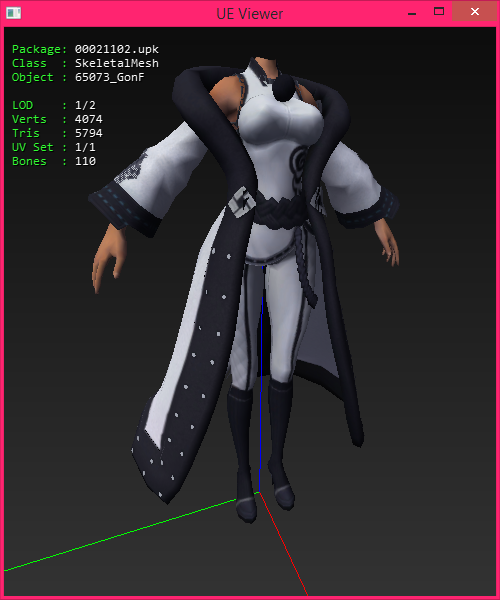 UE Viewer
Package: 00021102.upk
Class  : SkeletalMesh
Object : 65073_GonF
LOD    : 1/2
Verts  : 4074
Tris   : 5794
UV Set : 1/1
Bones  : 110